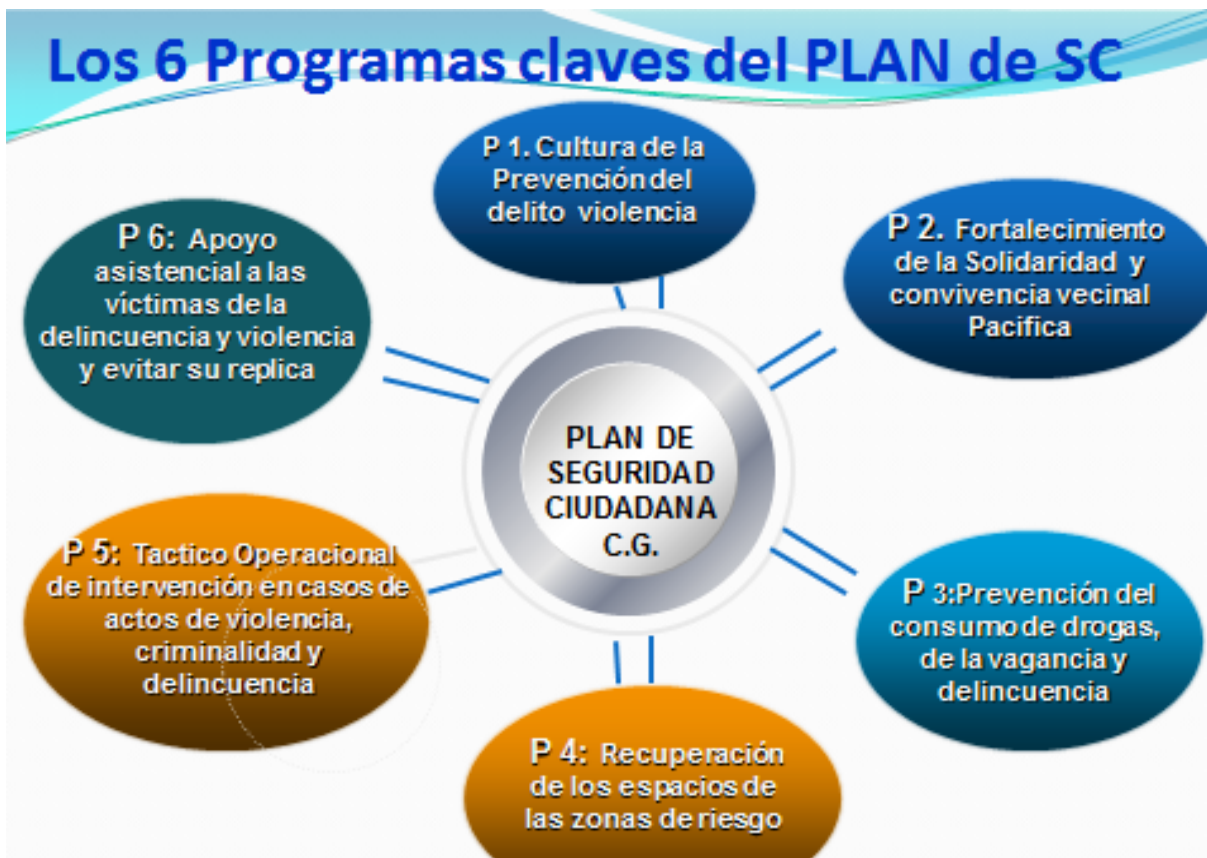 Los 6 Programas claves del PLAN de SC
P 1. Cultura de la
Prevención del
delito violencia
P 2. Fortalecimiento
de la Solidaridad y
convivencia vecinal
Pacifica
P 3:Prevención del
consumo de drogas,
de la vagancia y
delincuencia
P 4: Recuperación
de los espacios de
las zonas de riesgo
P 5: Tactico Operacional
de intervención en casos de
actos de violencia,
criminalidad y
delincuencia
P 6: Apoyo
asistencial a las
víctimas de la
delincuencia y violencia
y evitar su replica
PLAN DE
SEGURIDAD
CIUDADANA
C.G.